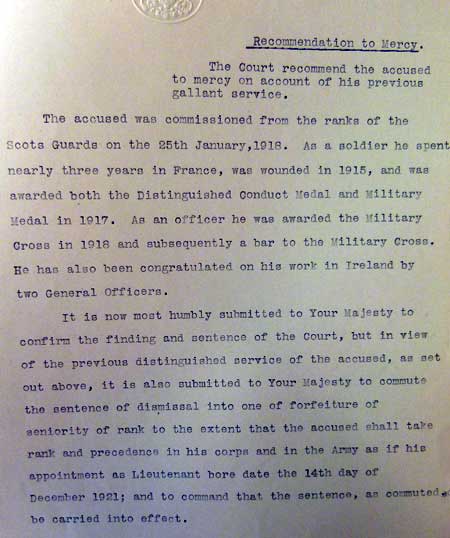 Recommendation to Mercy.
The Court recommend the accused
to mercy on account of his previous
gallant service.
The accused was commissioned from the ranks of the
Scots Guards on the 25th January,1918. As a soldier he spent
nearly three years in France, was wounded in 1915, and was
awarded both the Distinguished Conduct Medal and Military
Medal in 1917. As an officer he was awarded the Military
Cross in 1918 and subsequently a bar to the Military Cross.
He has also been congratulated on his work in Ireland by
two General Officers.
It is now most humbly submitted to Your Majesty to
confirm the finding and sentence of the Court, but in view
of the previous distinguished service of the accused, as set
out above, it is also submitted to Your Majesty to commute
the sentence of dismissal into one of forfeiture of
seniority of rank to the extent that the accused shall take
rank and precedence in his corps and in the Army as if his
appointment as Lieutenant bore date the 14th day of
December 1921; and to command that the sentence, as commuted,
be carried into effect.